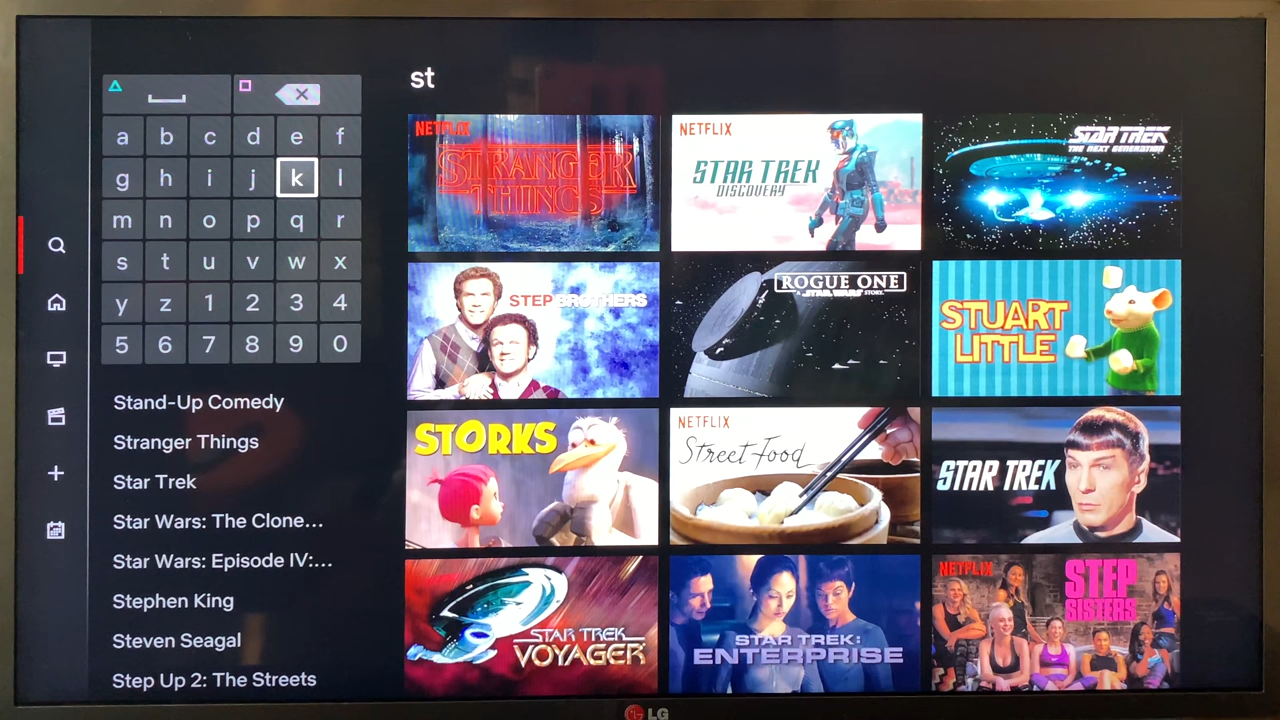 st
a b c d e f
g h i j k l
m n o p q r
s t u v w x
y z 1 2 3 4
5 6 7 8 9 0
Stand-Up Comedy
Stranger Things
Star Trek
Star Wars: The Clone...
Star Wars: Episode IV:...
Stephen King
Steven Seagal
Step Up 2: The Streets
NETFLIX
STRANGER
THINGS
NETFLIX
STAR TREK
DISCOVERY
STAR TREK
THE NEXT GENERATION
STEP BROTHERS
ROGUE ONE
A STAR WARS STORY
STUART
LITTLE
STORKS
NETFLIX
Street Food
STAR TREK
STAR TREK
VOYAGER
STAR TREK:
ENTERPRISE
NETFLIX
STEP
SISTERS
LG